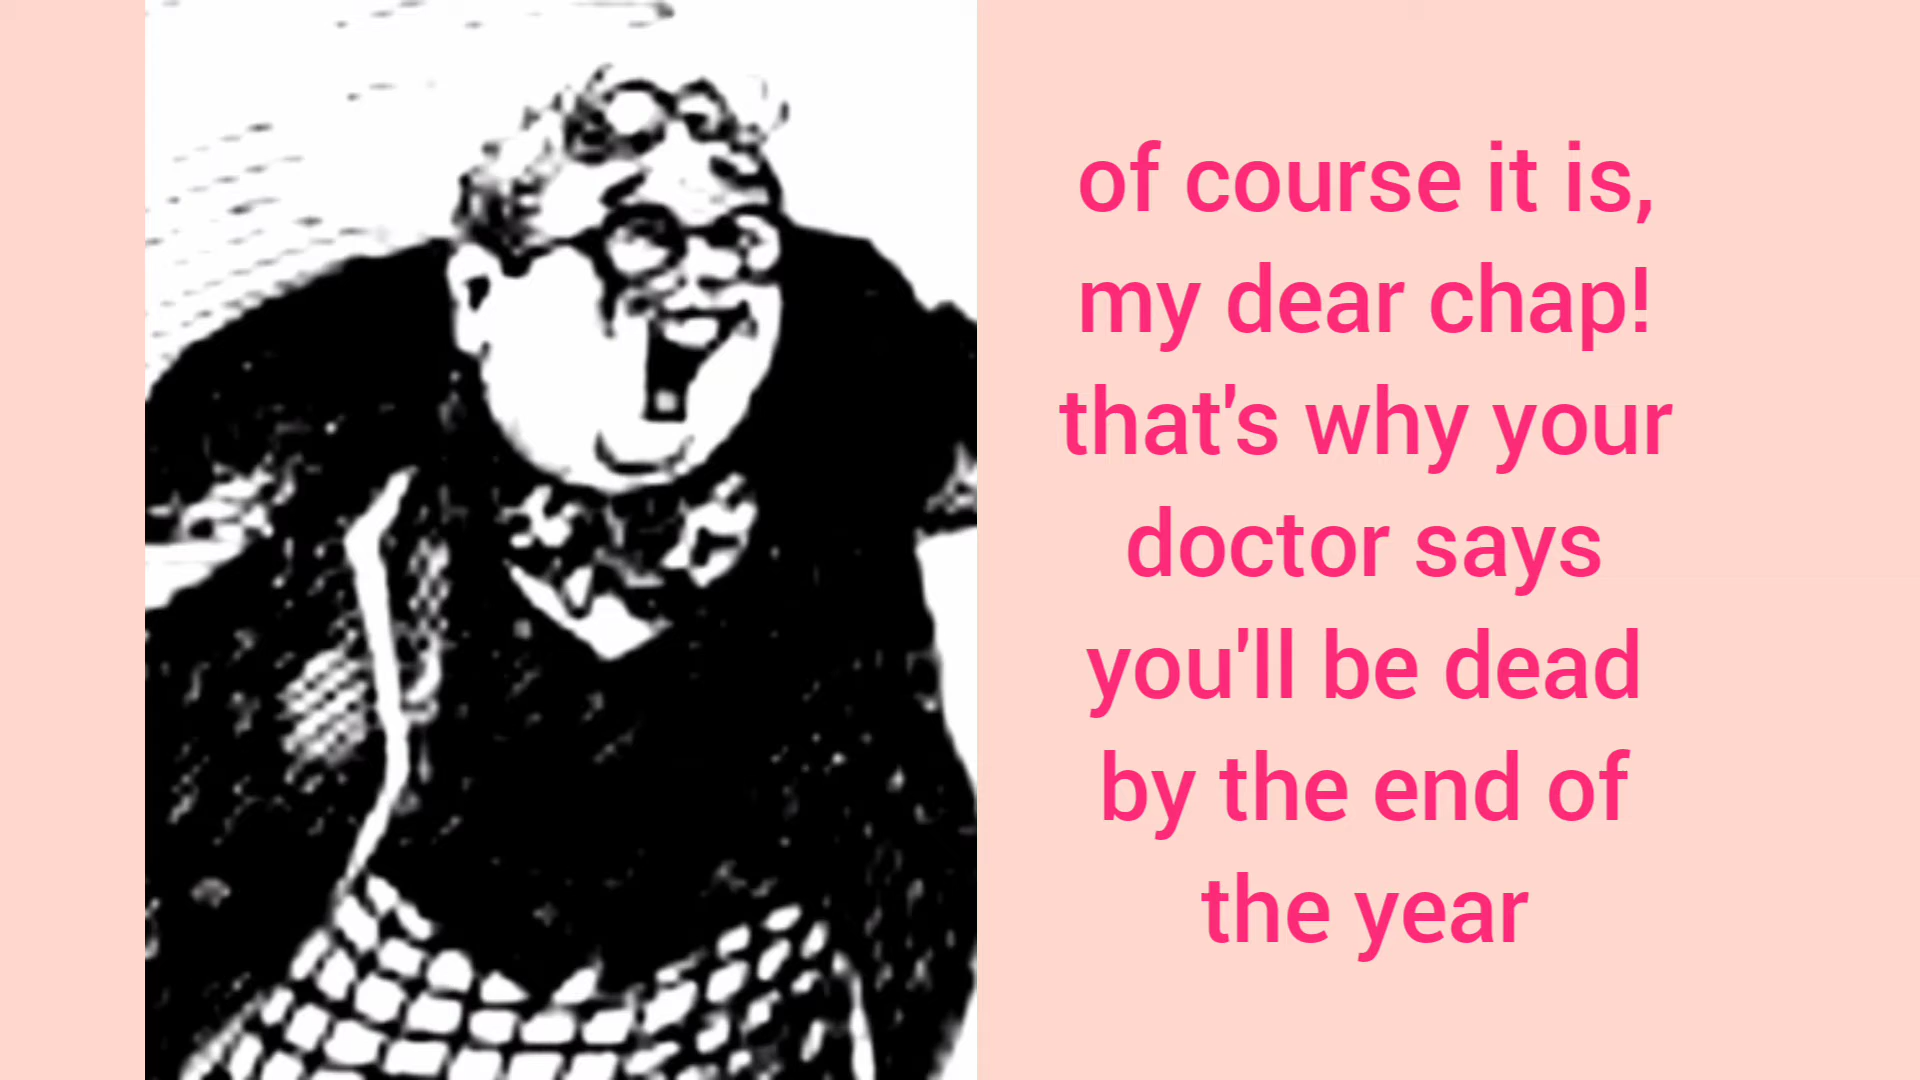 of course it is,
my dear chap!
that's why your
doctor says
you'll be dead
by the end of
the year